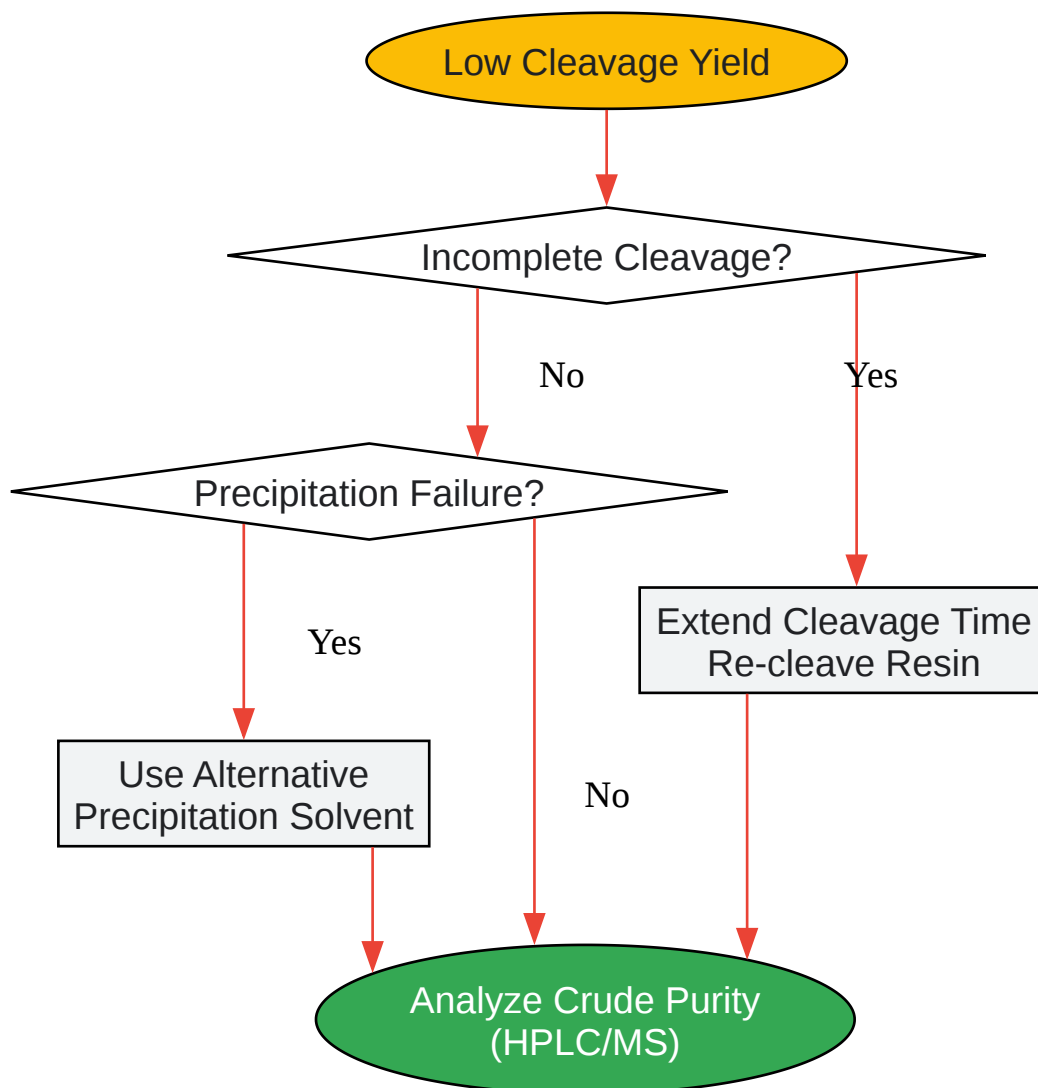 Low Cleavage Yield
Incomplete Cleavage?
No
Yes
Precipitation Failure?
Yes
Extend Cleavage Time
Re-cleave Resin
Use Alternative
Precipitation Solvent
No
Analyze Crude Purity
(HPLC/MS)